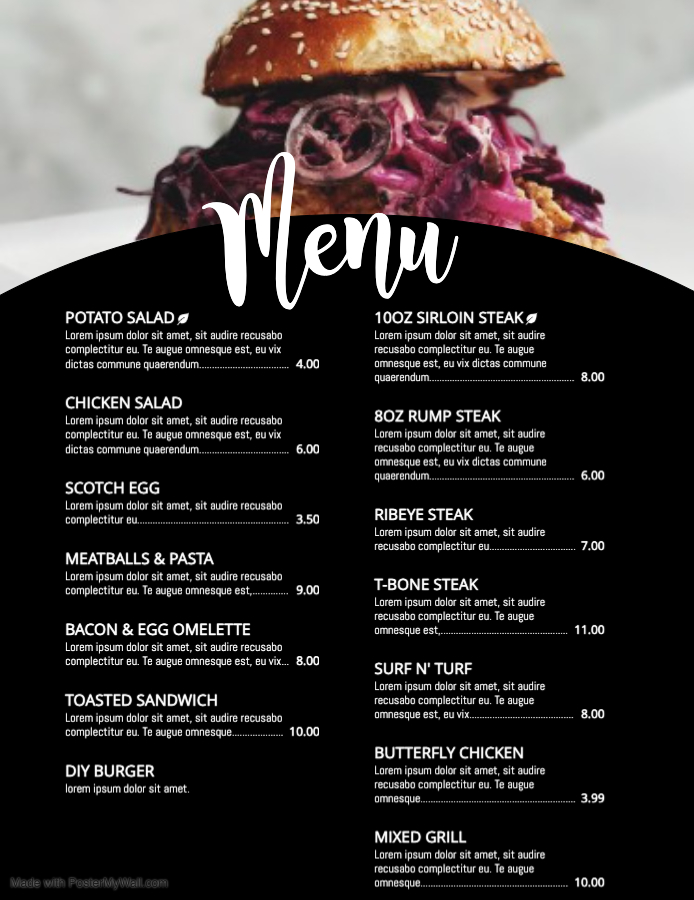 Menu
POTATO SALAD
Lorem ipsum dolor sit amet, sit audire recusabo
complectitur eu. Te augue omnesque est, eu vix
dictas commune quaerendum.................................. 4.00
CHICKEN SALAD
Lorem ipsum dolor sit amet, sit audire recusabo
complectitur eu. Te augue omnesque est, eu vix
dictas commune quaerendum.................................. 6.00
SCOTCH EGG
Lorem ipsum dolor sit amet, sit audire recusabo
complectitur eu......................................................... 3.50
MEATBALLS & PASTA
Lorem ipsum dolor sit amet, sit audire recusabo
complectitur eu. Te augue omnesque est,.............. 9.00
BACON & EGG OMELETTE
Lorem ipsum dolor sit amet, sit audire recusabo
complectitur eu. Te augue omnesque est, eu vix... 8.00
TOASTED SANDWICH
Lorem ipsum dolor sit amet, sit audire recusabo
complectitur eu. Te augue omnesque.................... 10.00
DIY BURGER
lorem ipsum dolor sit amet.
10OZ SIRLOIN STEAK
Lorem ipsum dolor sit amet, sit audire
recusabo complectitur eu. Te augue
omnesque est, eu vix dictas commune
quaerendum....................................................... 8.00
8OZ RUMP STEAK
Lorem ipsum dolor sit amet, sit audire
recusabo complectitur eu. Te augue
omnesque est, eu vix dictas commune
quaerendum....................................................... 6.00
RIBEYE STEAK
Lorem ipsum dolor sit amet, sit audire
recusabo complectitur eu................................. 7.00
T-BONE STEAK
Lorem ipsum dolor sit amet, sit audire
recusabo complectitur eu. Te augue
omnesque est,................................................ 11.00
SURF N' TURF
Lorem ipsum dolor sit amet, sit audire
recusabo complectitur eu. Te augue
omnesque est, eu vix........................................ 8.00
BUTTERFLY CHICKEN
Lorem ipsum dolor sit amet, sit audire
recusabo complectitur eu. Te augue
omnesque........................................................... 3.99
MIXED GRILL
Lorem ipsum dolor sit amet, sit audire
recusabo complectitur eu. Te augue
omnesque........................................................ 10.00
Made with PosterMyWall.com